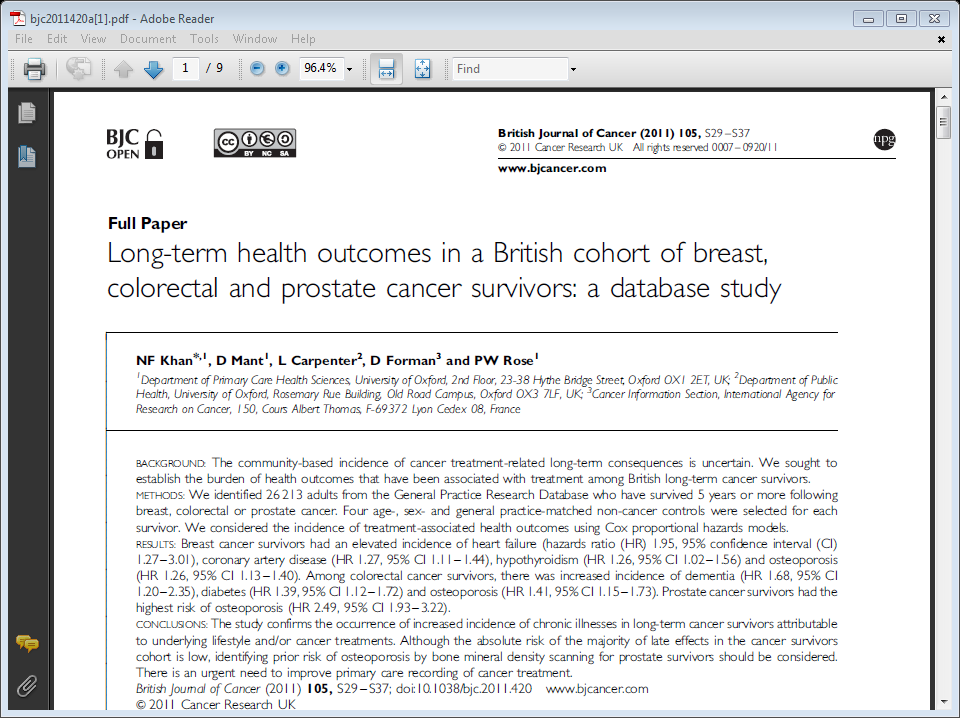 bjc2011420a[1].pdf - Adobe Reader
File Edit View Document Tools Window Help
1 / 9 96.4% Find
BJC OPEN
CC BY NC SA
British Journal of Cancer (2011) 105, S29–S37
© 2011 Cancer Research UK All rights reserved 0007–0920/11
npg
www.bjcancer.com
Full Paper
Long-term health outcomes in a British cohort of breast,
colorectal and prostate cancer survivors: a database study
NF Khan*,1, D Mant1, L Carpenter2, D Forman3 and PW Rose1
1Department of Primary Care Health Sciences, University of Oxford, 2nd Floor, 23-38 Hythe Bridge Street, Oxford OX1 2ET, UK; 2Department of Public
Health, University of Oxford, Rosemary Rue Building, Old Road Campus, Oxford OX3 7LF, UK; 3Cancer Information Section, International Agency for
Research on Cancer, 150, Cours Albert Thomas, F-69372 Lyon Cedex 08, France
BACKGROUND: The community-based incidence of cancer treatment-related long-term consequences is uncertain. We sought to
establish the burden of health outcomes that have been associated with treatment among British long-term cancer survivors.
METHODS: We identified 26 213 adults from the General Practice Research Database who have survived 5 years or more following
breast, colorectal or prostate cancer. Four age-, sex- and general practice-matched non-cancer controls were selected for each
survivor. We considered the incidence of treatment-associated health outcomes using Cox proportional hazards models.
RESULTS: Breast cancer survivors had an elevated incidence of heart failure (hazards ratio (HR) 1.95, 95% confidence interval (CI)
1.27–3.01), coronary artery disease (HR 1.27, 95% CI 1.11–1.44), hypothyroidism (HR 1.26, 95% CI 1.02–1.56) and osteoporosis
(HR 1.26, 95% CI 1.13–1.40). Among colorectal cancer survivors, there was increased incidence of dementia (HR 1.68, 95% CI
1.20–2.35), diabetes (HR 1.39, 95% CI 1.12–1.72) and osteoporosis (HR 1.41, 95% CI 1.15–1.73). Prostate cancer survivors had the
highest risk of osteoporosis (HR 2.49, 95% CI 1.93–3.22).
CONCLUSIONS: The study confirms the occurrence of increased incidence of chronic illnesses in long-term cancer survivors attributable
to underlying lifestyle and/or cancer treatments. Although the absolute risk of the majority of late effects in the cancer survivors
cohort is low, identifying prior risk of osteoporosis by bone mineral density scanning for prostate survivors should be considered.
There is an urgent need to improve primary care recording of cancer treatment.
British Journal of Cancer (2011) 105, S29–S37; doi:10.1038/bjc.2011.420 www.bjcancer.com
© 2011 Cancer Research UK